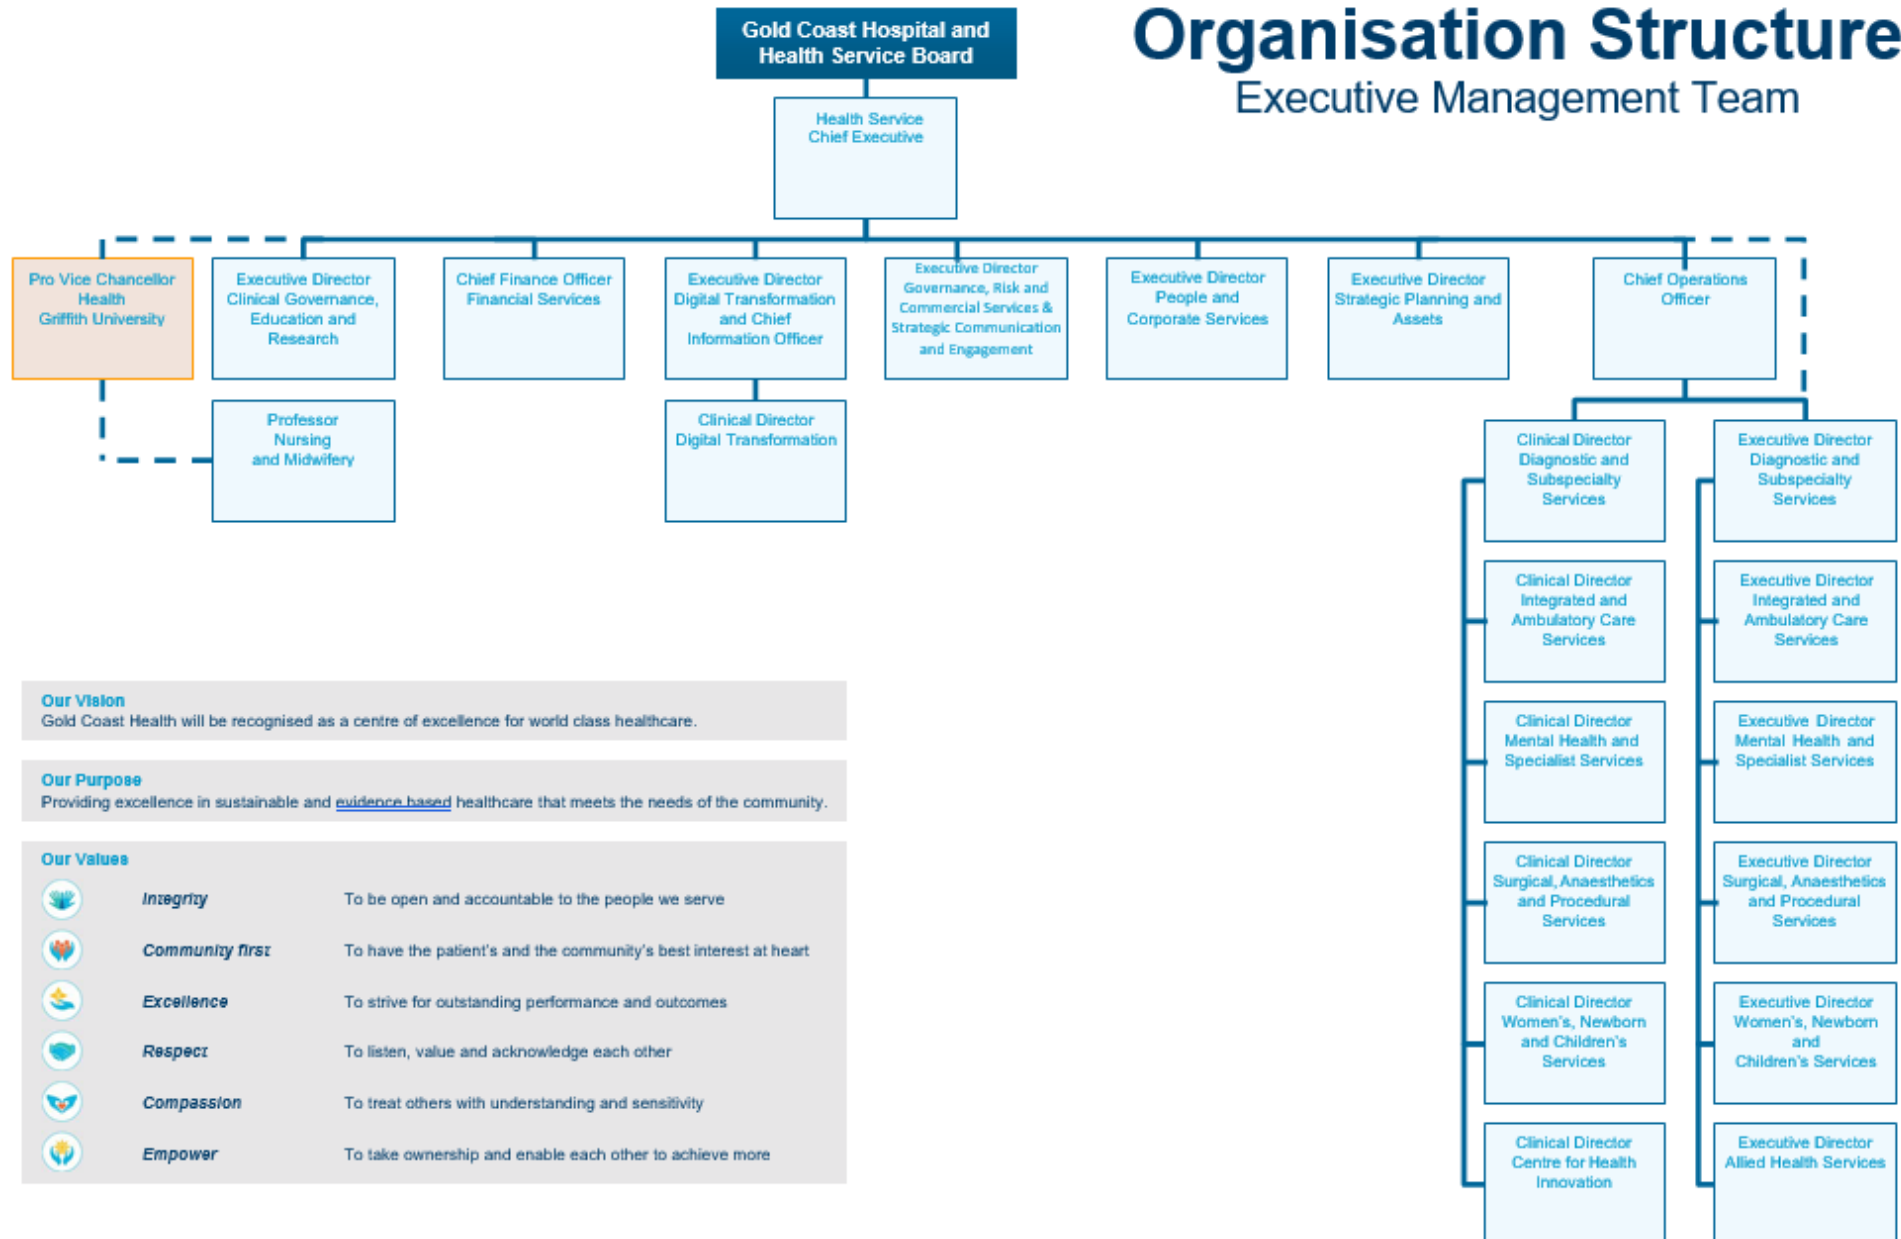 Gold Coast Hospital and
Health Service Board
Organisation Structure
Executive Management Team
Health Service
Chief Executive
Pro Vice Chancellor
Health
Griffith University
Executive Director
Clinical Governance,
Education and
Research
Chief Finance Officer
Financial Services
Executive Director
Digital Transformation
and Chief
Information Officer
Executive Director
Governance, Risk and
Commercial Services &
Strategic Communication
and Engagement
Executive Director
People and
Corporate Services
Executive Director
Strategic Planning and
Assets
Chief Operations
Officer
Professor
Nursing
and Midwifery
Clinical Director
Digital Transformation
Clinical Director
Diagnostic and
Subspecialty
Services
Executive Director
Diagnostic and
Subspecialty
Services
Clinical Director
Integrated and
Ambulatory Care
Services
Executive Director
Integrated and
Ambulatory Care
Services
Clinical Director
Mental Health and
Specialist Services
Executive Director
Mental Health and
Specialist Services
Clinical Director
Surgical, Anaesthetics
and Procedural
Services
Executive Director
Surgical, Anaesthetics
and Procedural
Services
Clinical Director
Women's, Newborn
and Children's
Services
Executive Director
Women's, Newborn
and
Children's Services
Clinical Director
Centre for Health
Innovation
Executive Director
Allied Health Services
Our Vision
Gold Coast Health will be recognised as a centre of excellence for world class healthcare.
Our Purpose
Providing excellence in sustainable and evidence based healthcare that meets the needs of the community.
Our Values
Integrity To be open and accountable to the people we serve
Community first To have the patient's and the community's best interest at heart
Excellence To strive for outstanding performance and outcomes
Respect To listen, value and acknowledge each other
Compassion To treat others with understanding and sensitivity
Empower To take ownership and enable each other to achieve more